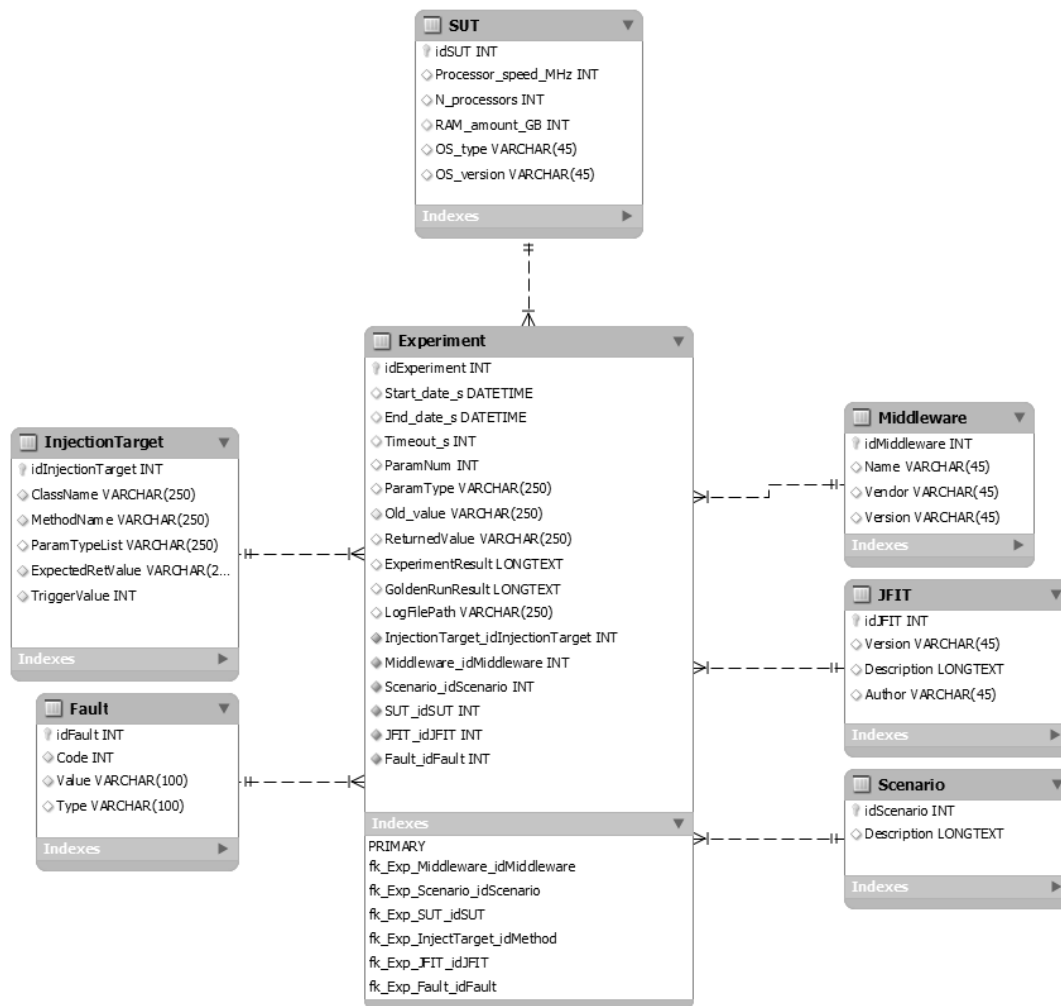 SUT
idSUT INT
Processor_speed_MHz INT
N_processors INT
RAM_amount_GB INT
OS_type VARCHAR(45)
OS_version VARCHAR(45)
Indexes
Experiment
idExperiment INT
Start_date_s DATETIME
End_date_s DATETIME
Timeout_s INT
ParamNum INT
ParamType VARCHAR(250)
Old_value VARCHAR(250)
ReturnedValue VARCHAR(250)
ExperimentResult LONGTEXT
GoldenRunResult LONGTEXT
LogFilePath VARCHAR(250)
InjectionTarget_idInjectionTarget INT
Middleware_idMiddleware INT
Scenario_idScenario INT
SUT_idSUT INT
JFIT_idJFIT INT
Fault_idFault INT
Indexes
PRIMARY
fk_Exp_Middleware_idMiddleware
fk_Exp_Scenario_idScenario
fk_Exp_SUT_idSUT
fk_Exp_InjectTarget_idMethod
fk_Exp_JFIT_idJFIT
fk_Exp_Fault_idFault
InjectionTarget
idInjectionTarget INT
ClassName VARCHAR(250)
MethodName VARCHAR(250)
ParamTypeList VARCHAR(250)
ExpectedRetValue VARCHAR(2...
TriggerValue INT
Indexes
Fault
idFault INT
Code INT
Value VARCHAR(100)
Type VARCHAR(100)
Indexes
Middleware
idMiddleware INT
Name VARCHAR(45)
Vendor VARCHAR(45)
Version VARCHAR(45)
Indexes
JFIT
idJFIT INT
Version VARCHAR(45)
Description LONGTEXT
Author VARCHAR(45)
Indexes
Scenario
idScenario INT
Description LONGTEXT
Indexes